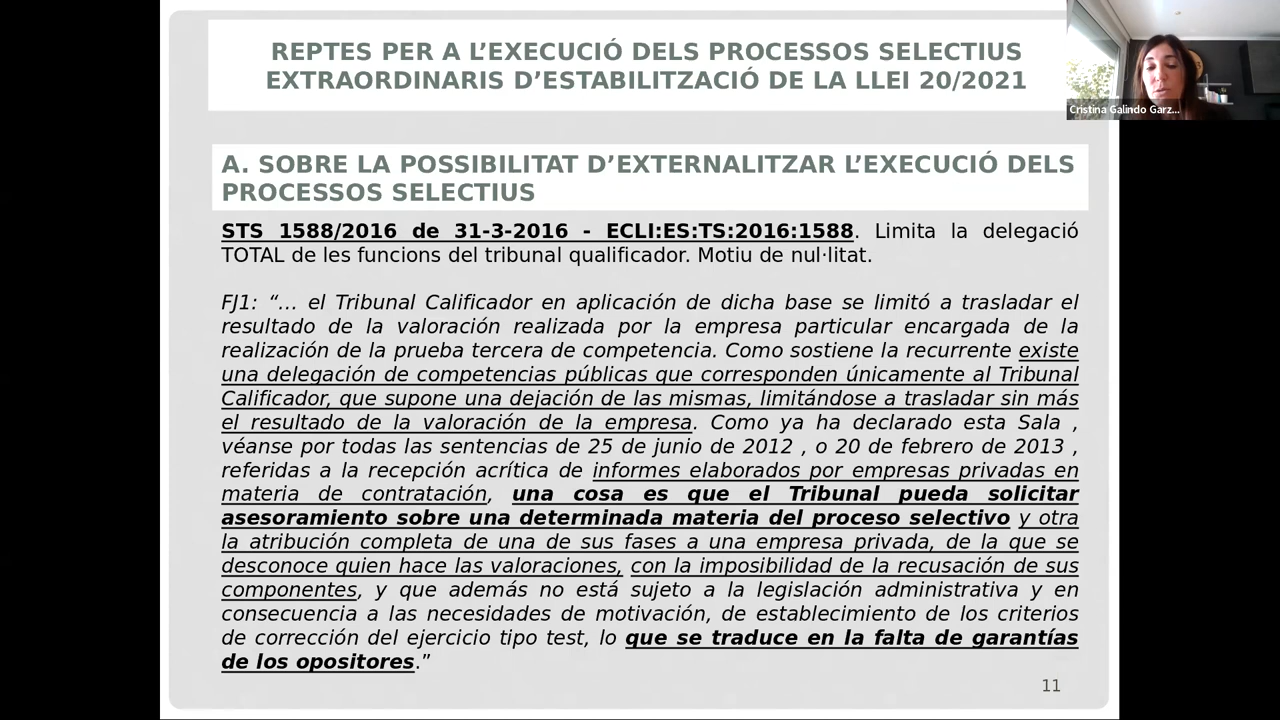 REPTES PER A L’EXECUCIÓ DELS PROCESSOS SELECTIUS
EXTRAORDINARIS D’ESTABILITZACIÓ DE LA LLEI 20/2021
Cristina Galindo Garz...
A. SOBRE LA POSSIBILITAT D’EXTERNALITZAR L’EXECUCIÓ DELS
PROCESSOS SELECTIUS
STS 1588/2016 de 31-3-2016 - ECLI:ES:TS:2016:1588. Limita la delegació
TOTAL de les funcions del tribunal qualificador. Motiu de nul·litat.
FJ1: “… el Tribunal Calificador en aplicación de dicha base se limitó a trasladar el
resultado de la valoración realizada por la empresa particular encargada de la
realización de la prueba tercera de competencia. Como sostiene la recurrente existe
una delegación de competencias públicas que corresponden únicamente al Tribunal
Calificador, que supone una dejación de las mismas, limitándose a trasladar sin más
el resultado de la valoración de la empresa. Como ya ha declarado esta Sala ,
véanse por todas las sentencias de 25 de junio de 2012 , o 20 de febrero de 2013 ,
referidas a la recepción acrítica de informes elaborados por empresas privadas en
materia de contratación, una cosa es que el Tribunal pueda solicitar
asesoramiento sobre una determinada materia del proceso selectivo y otra
la atribución completa de una de sus fases a una empresa privada, de la que se
desconoce quien hace las valoraciones, con la imposibilidad de la recusación de sus
componentes, y que además no está sujeto a la legislación administrativa y en
consecuencia a las necesidades de motivación, de establecimiento de los criterios
de corrección del ejercicio tipo test, lo que se traduce en la falta de garantías
de los opositores.”
11